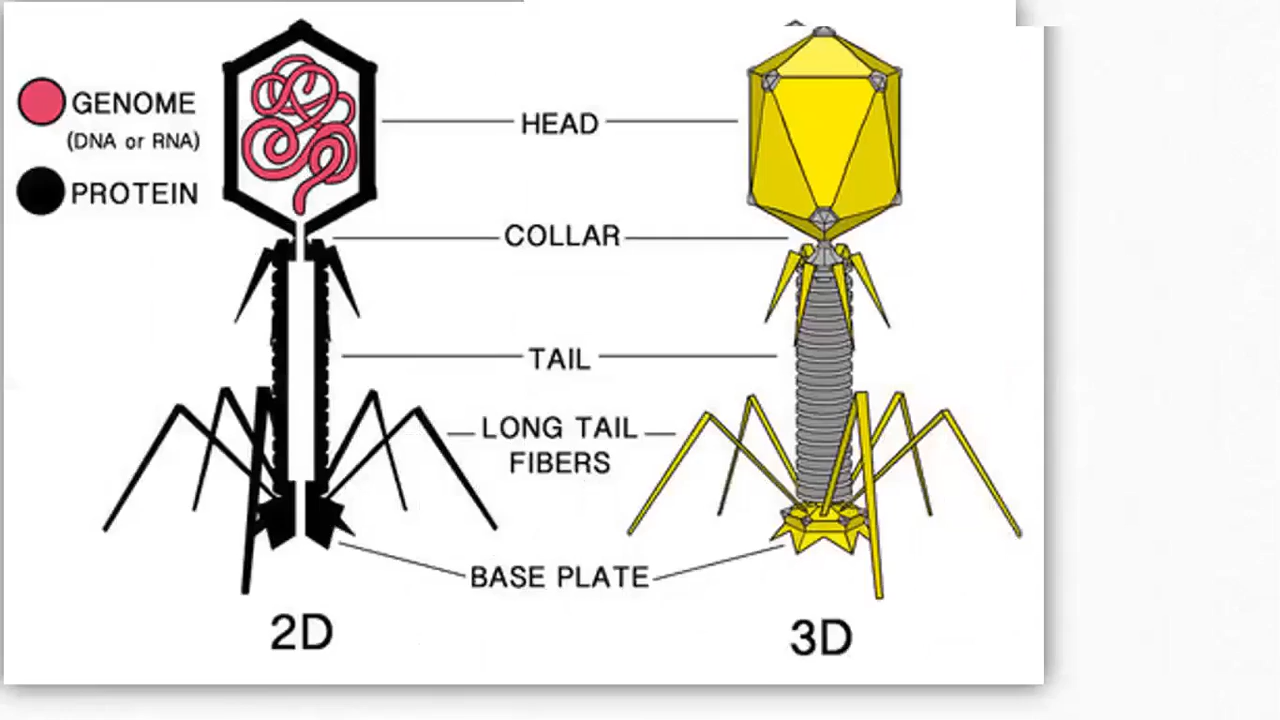 GENOME
(DNA or RNA)
PROTEIN
HEAD
COLLAR
TAIL
LONG TAIL
FIBERS
BASE PLATE
2D
3D